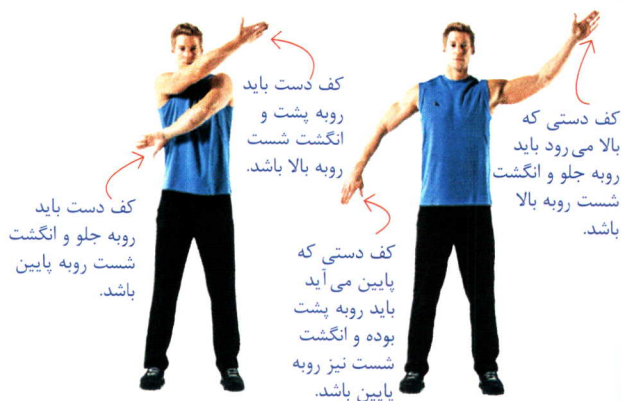 کف دستی که
بالا می‌رود باید
روبه جلو و انگشت
شست روبه بالا
باشد.
کف دستی که
پایین می‌آید
باید روبه پشت
بوده و انگشت
شست نیز روبه
پایین باشد.
کف دست باید
روبه پشت و
انگشت شست
روبه بالا باشد.
کف دست باید
روبه جلو و انگشت
شست روبه پایین
باشد.